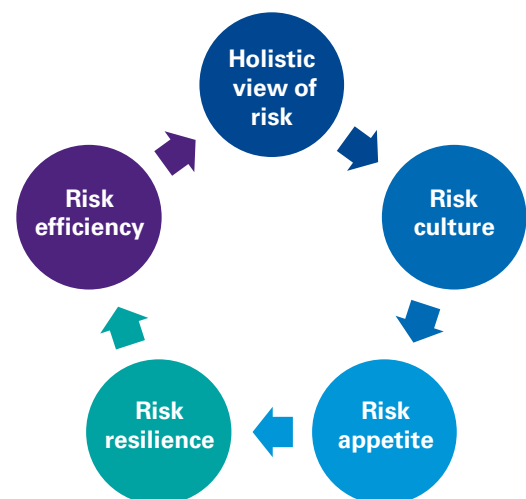 Holistic
view of
risk
Risk
culture
Risk
appetite
Risk
resilience
Risk
efficiency